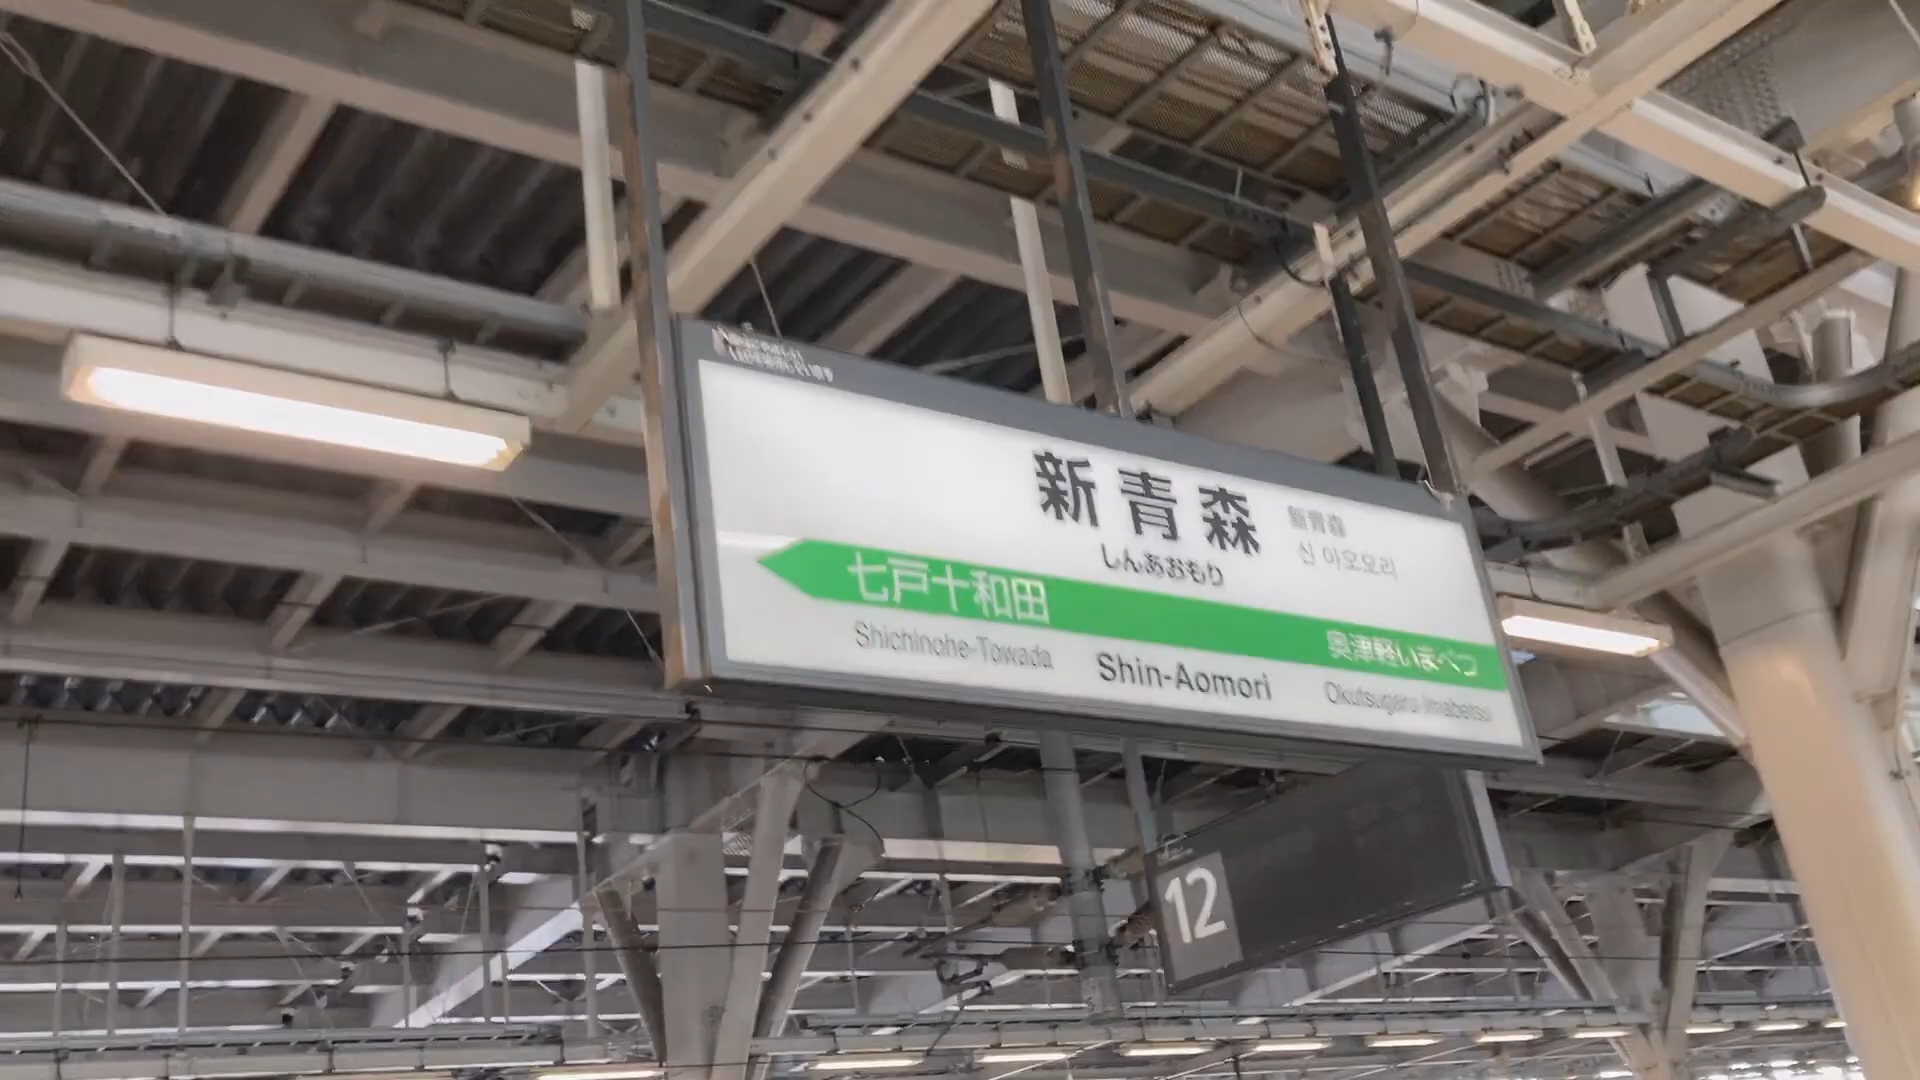 新青森
しんあおもり
新青森
신 아오모리
七戸十和田
奥津軽いまべつ
Shichinohe-Towada
Shin-Aomori
Okutsugaru-Imabetsu
12